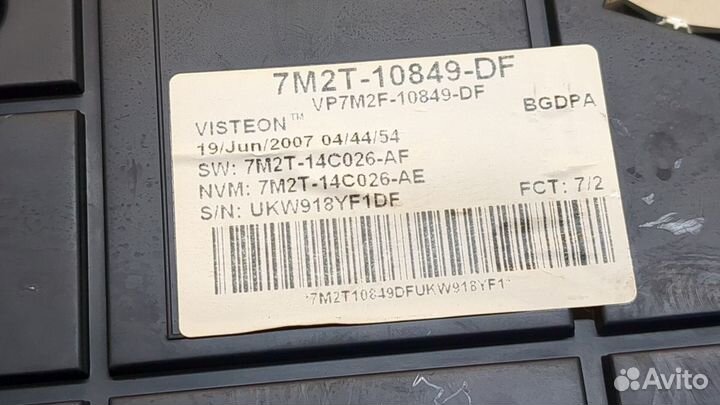 7M2T-10849-DF
VP7M2F-10849-DF
BGDPA
VISTEON™
19/Jun/2007 04/44/54
SW: 7M2T-14C026-AF
NVM: 7M2T-14C026-AE
FCT: 7/2
S/N: UKW918YF1DF
*7M2T10849DFUKW918YF1*
Avito